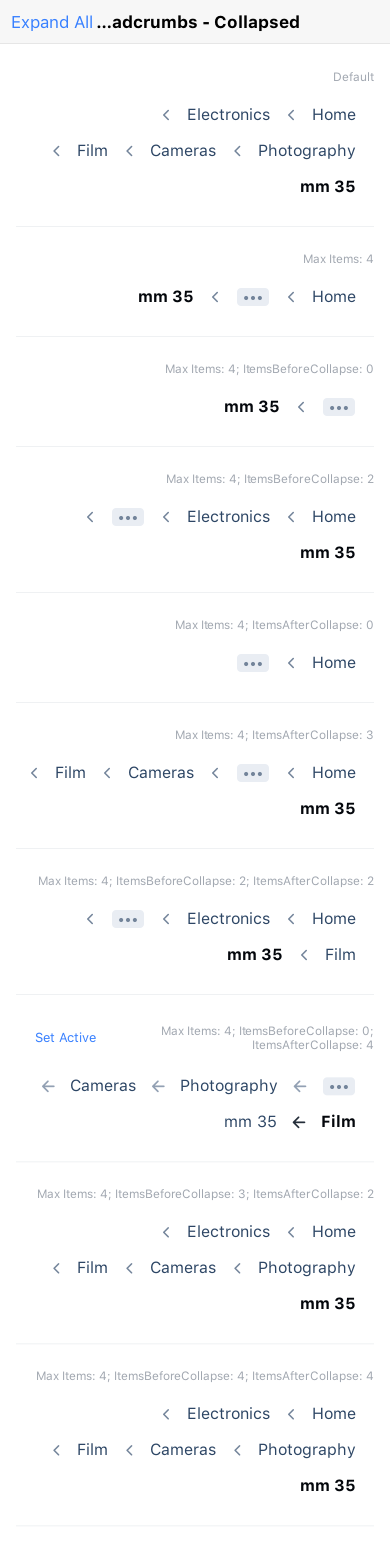 Expand All ...adcrumbs - Collapsed
Default
Electronics Home
Film Cameras Photography
mm 35
Max Items: 4
mm 35 ••• Home
Max Items: 4; ItemsBeforeCollapse: 0
mm 35 •••
Max Items: 4; ItemsBeforeCollapse: 2
••• Electronics Home
mm 35
Max Items: 4; ItemsAfterCollapse: 0
••• Home
Max Items: 4; ItemsAfterCollapse: 3
Film Cameras ••• Home
mm 35
Max Items: 4; ItemsBeforeCollapse: 2; ItemsAfterCollapse: 2
••• Electronics Home
mm 35 Film
Set Active
Max Items: 4; ItemsBeforeCollapse: 0;
ItemsAfterCollapse: 4
Cameras Photography •••
mm 35 Film
Max Items: 4; ItemsBeforeCollapse: 3; ItemsAfterCollapse: 2
Electronics Home
Film Cameras Photography
mm 35
Max Items: 4; ItemsBeforeCollapse: 4; ItemsAfterCollapse: 4
Electronics Home
Film Cameras Photography
mm 35